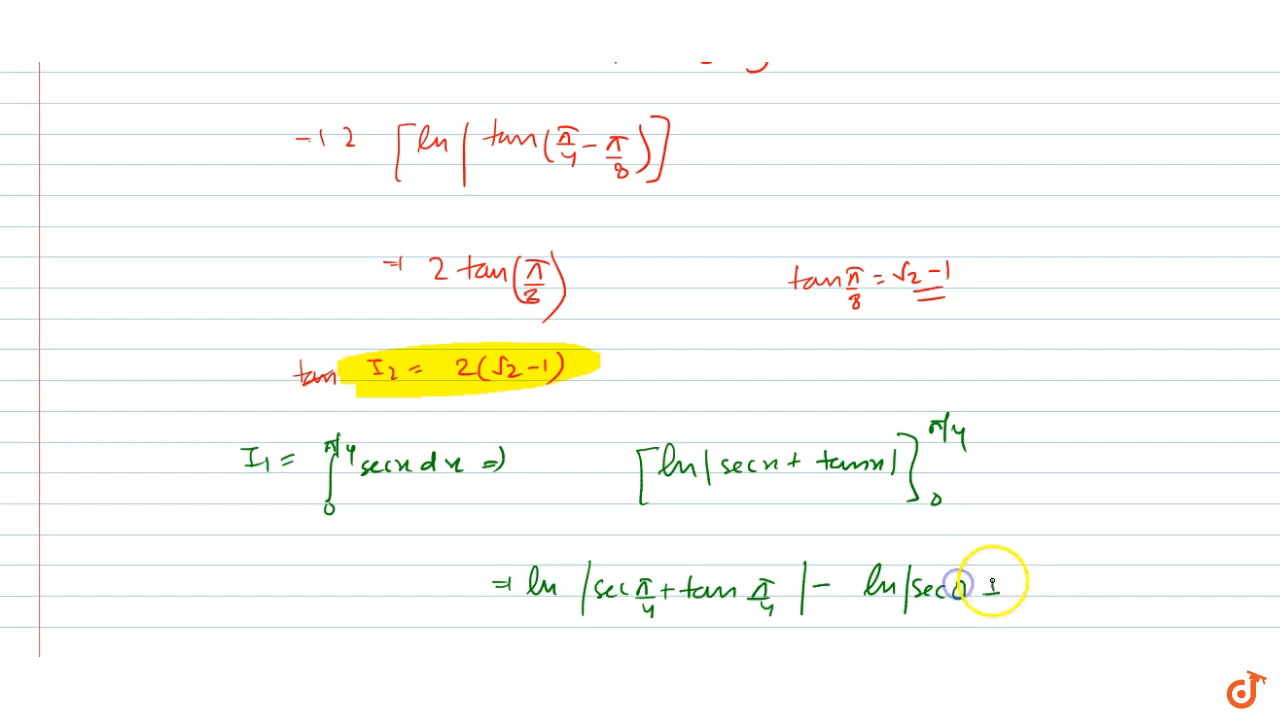 ⇒ 2 [ln | tan(π/4 - π/8)]
⇒ 2 tan(π/8) tan π/8 = √2 - 1
tan I₂ = 2(√2 - 1)
I₁ = ∫₀^π/4 sec x dx ⇒ [ln | sec x + tan x |]₀^π/4
⇒ ln | sec π/4 + tan π/4 | - ln | sec 0